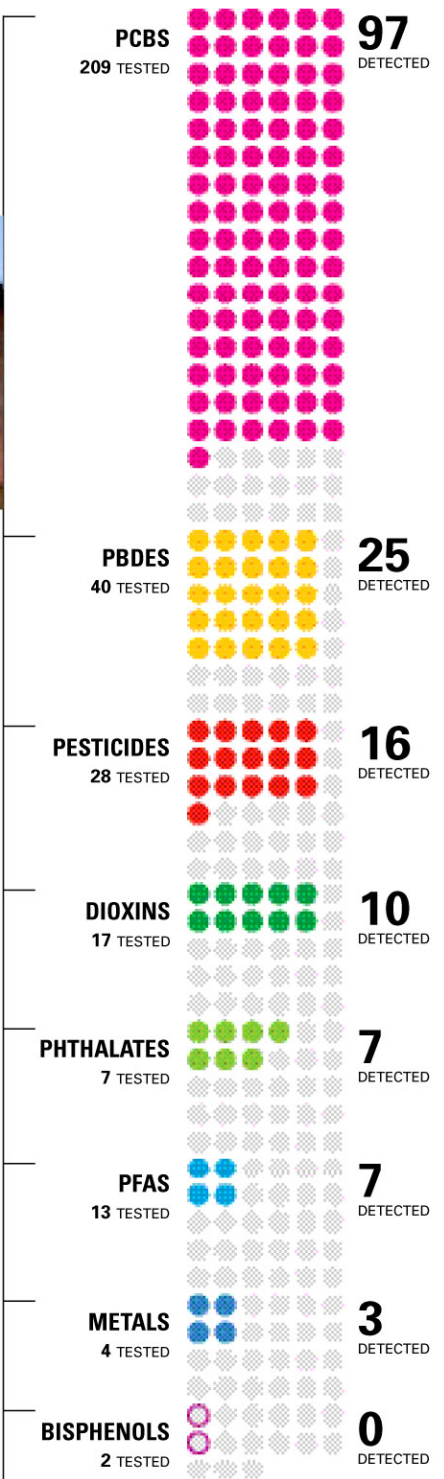 PCBS
209 TESTED
97
DETECTED
PBDES
40 TESTED
25
DETECTED
PESTICIDES
28 TESTED
16
DETECTED
DIOXINS
17 TESTED
10
DETECTED
PHTHALATES
7 TESTED
7
DETECTED
PFAS
13 TESTED
7
DETECTED
METALS
4 TESTED
3
DETECTED
BISPHENOLS
2 TESTED
0
DETECTED